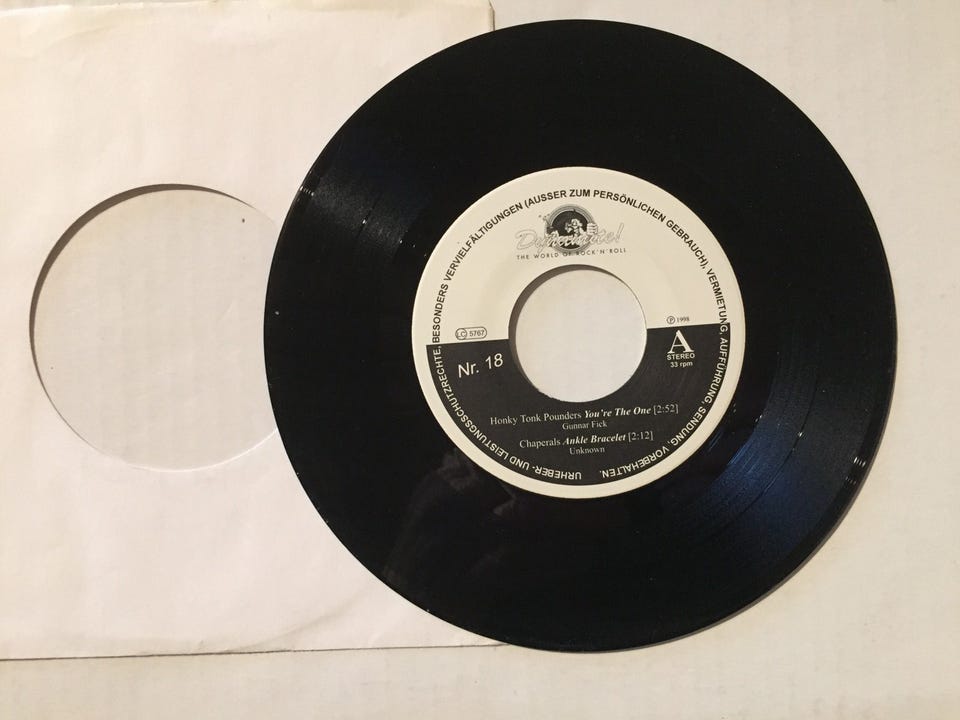 URHEBER- UND LEISTUNGSSCHUTZRECHTE, BESONDERS VERVIELFÄLTIGUNGEN (AUSSER ZUM PERSÖNLICHEN GEBRAUCH), VERMIETUNG, AUFFÜHRUNG, SENDUNG, VORBEHALTEN.
Dynamite!
THE WORLD OF ROCK'N'ROLL
Ⓟ 1998
LC 5767
A
STEREO
33 rpm
Nr. 18
Honky Tonk Pounders You're The One [2:52]
Gunnar Fick
Chaperals Ankle Bracelet [2:12]
Unknown